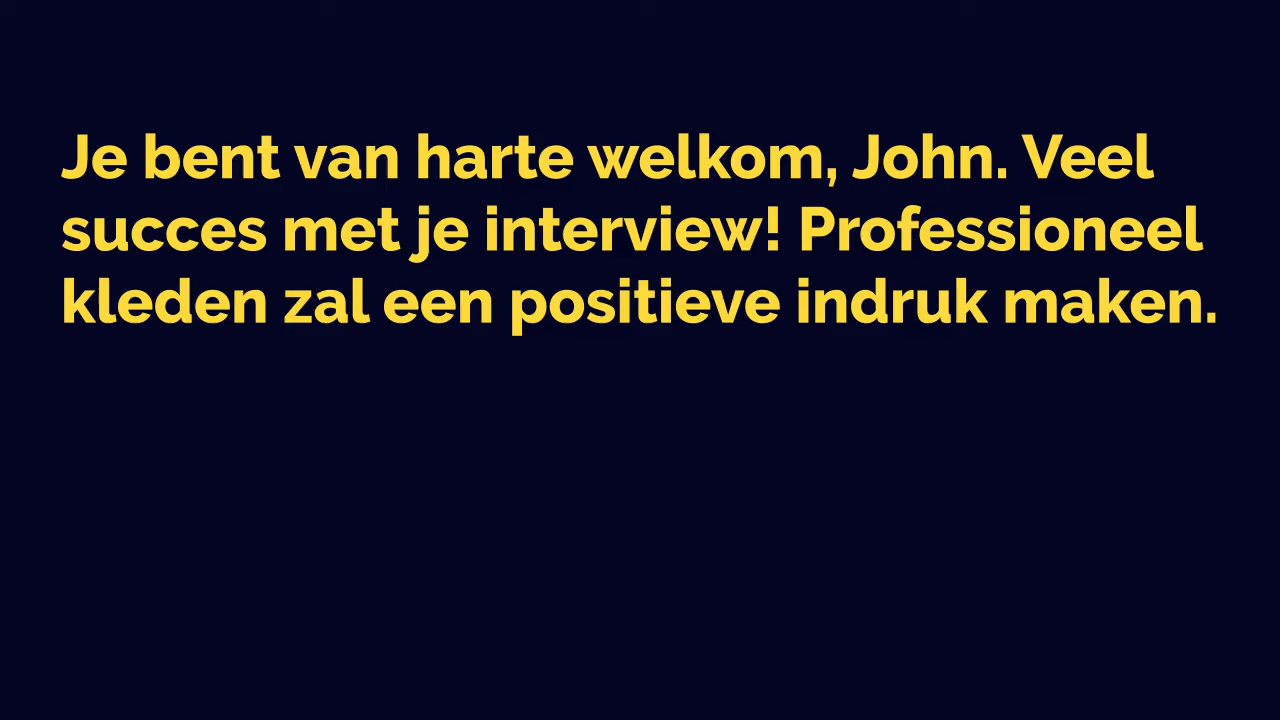 Je bent van harte welkom, John. Veel
succes met je interview! Professioneel
kleden zal een positieve indruk maken.